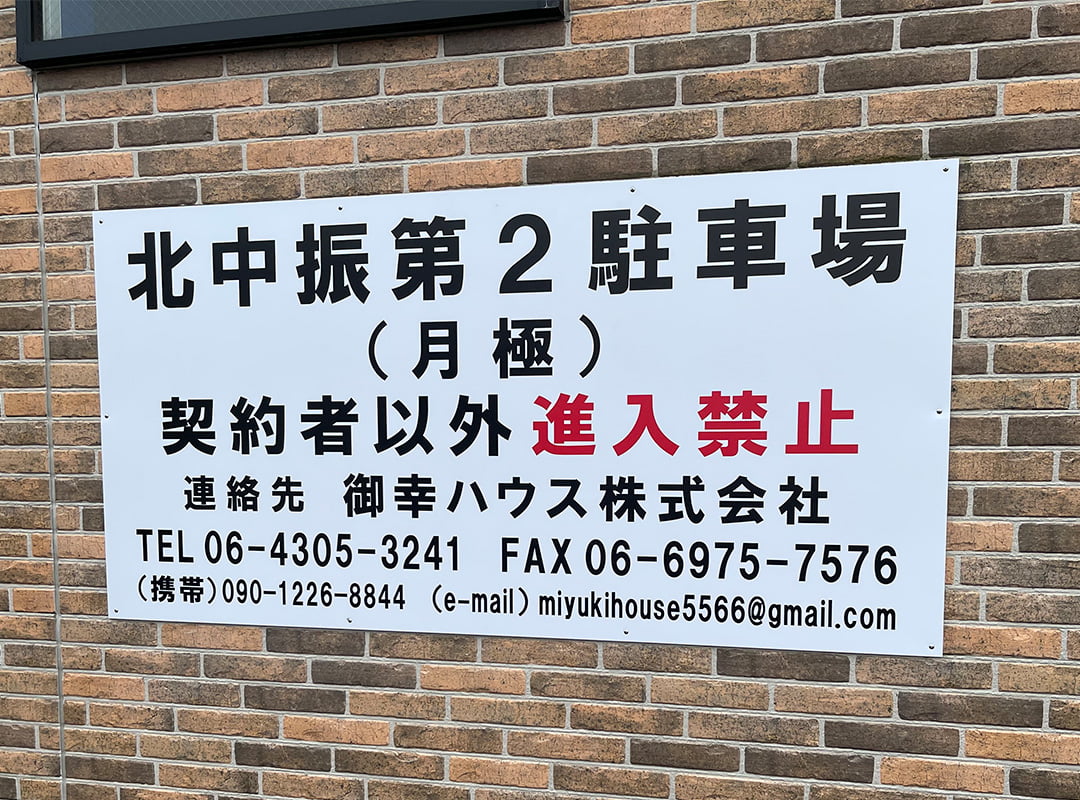 北中振第2駐車場
(月極)
契約者以外進入禁止
連絡先 御幸ハウス株式会社
TEL 06-4305-3241 FAX 06-6975-7576
(携帯)090-1226-8844 (e-mail) miyukihouse5566@gmail.com